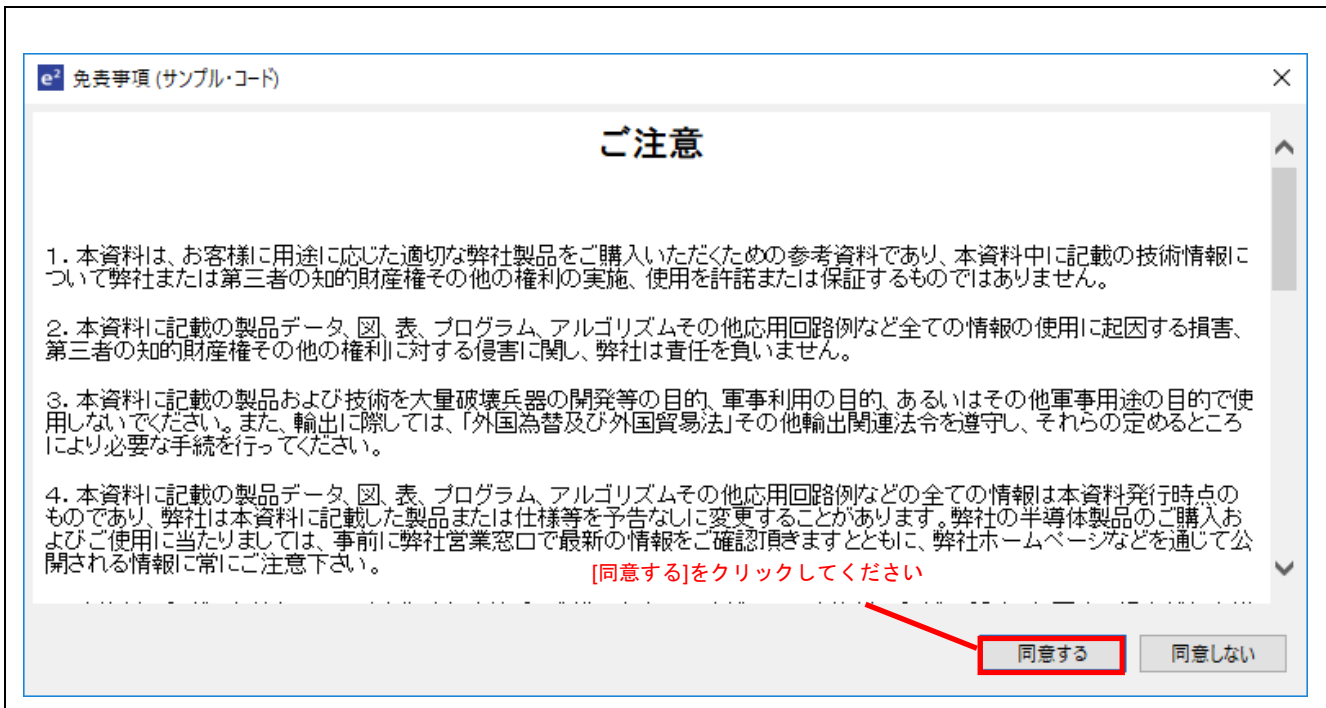 e² 免責事項 (サンプル・コード)
ご注意
1. 本資料は、お客様に用途に応じた適切な弊社製品をご購入いただくための参考資料であり、本資料中に記載の技術情報に
ついて弊社または第三者の知的財産権その他の権利の実施、使用を許諾または保証するものではありません。
2. 本資料に記載の製品データ、図、表、プログラム、アルゴリズムその他応用回路例など全ての情報の使用に起因する損害、
第三者の知的財産権その他の権利に対する侵害に関し、弊社は責任を負いません。
3. 本資料に記載の製品および技術を大量破壊兵器の開発等の目的、軍事利用の目的、あるいはその他軍事用途の目的で使
用しないでください。また、輸出に際しては、「外国為替及び外国貿易法」その他輸出関連法令を遵守し、それらの定めるところ
により必要な手続を行ってください。
4. 本資料に記載の製品データ、図、表、プログラム、アルゴリズムその他応用回路例などの全ての情報は本資料発行時点の
ものであり、弊社は本資料に記載した製品または仕様等を予告なしに変更することがあります。弊社の半導体製品のご購入お
よびご使用に当たりましては、事前に弊社営業窓口で最新の情報をご確認頂きますとともに、弊社ホームページなどを通じて公
開される情報に常にご注意下さい。
[同意する]をクリックしてください
同意する
同意しない